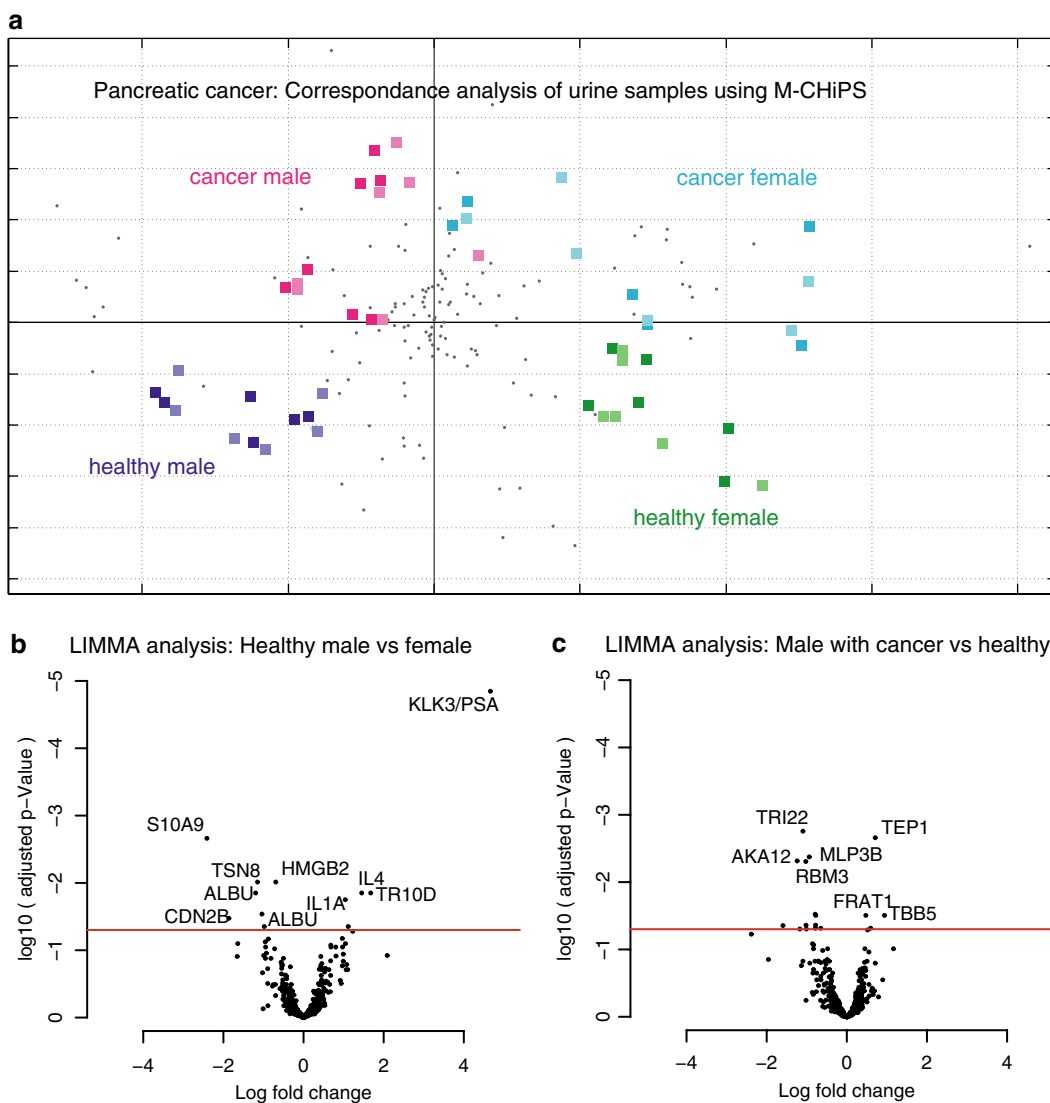 a
Pancreatic cancer: Correspondance analysis of urine samples using M-CHiPS
cancer male
cancer female
healthy male
healthy female
b LIMMA analysis: Healthy male vs female
log10 ( adjusted p-Value )
-5
-4
-3
-2
-1
0
KLK3/PSA
S10A9
TSN8
HMGB2
IL4
ALBU
IL1A
TR10D
CDN2B
ALBU
-4 -2 0 2 4
Log fold change
c LIMMA analysis: Male with cancer vs healthy
log10 ( adjusted p-Value )
-5
-4
-3
-2
-1
0
TRI22
TEP1
AKA12
MLP3B
RBM3
FRAT1
TBB5
-4 -2 0 2 4
Log fold change